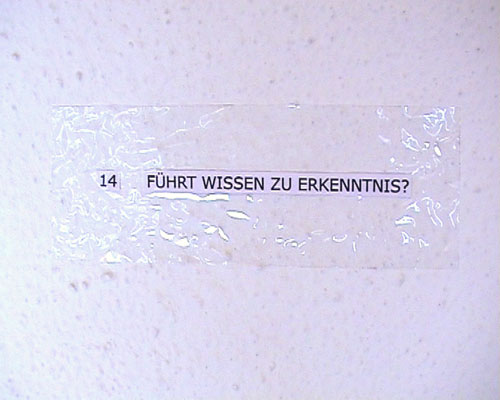 14 FÜHRT WISSEN ZU ERKENNTNIS?